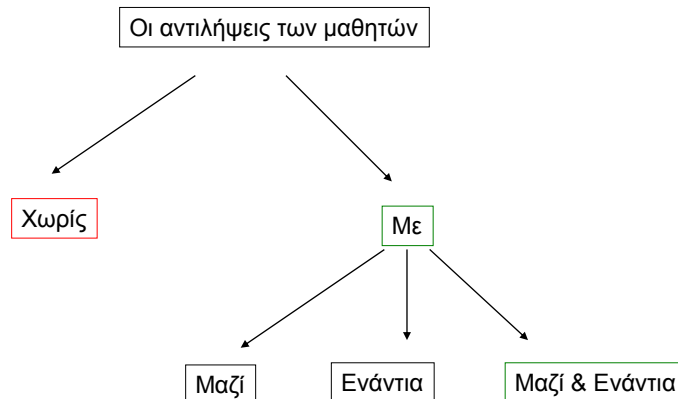 Οι αντιλήψεις των μαθητών
Χωρίς
Με
Μαζί
Ενάντια
Μαζί & Ενάντια